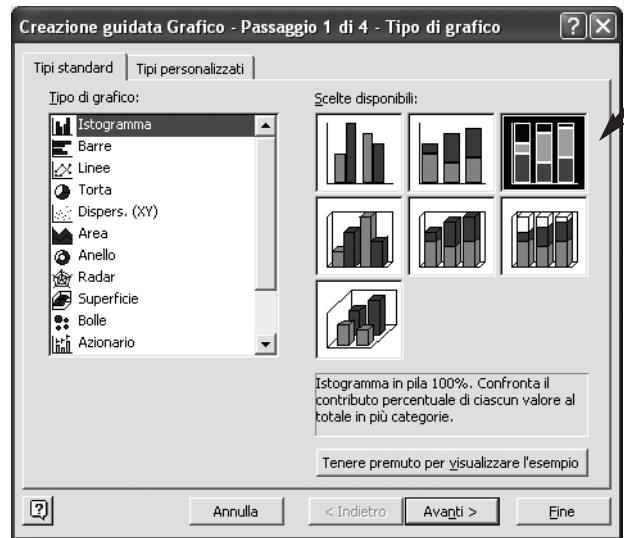 Creazione guidata Grafico - Passaggio 1 di 4 - Tipo di grafico
Tipi standard
Tipi personalizzati
Tipo di grafico:
Istogramma
Barre
Linee
Torta
Dispers. (XY)
Area
Anello
Radar
Superficie
Bolle
Azionario
Scelte disponibili:
Istogramma in pila 100%. Confronta il
contributo percentuale di ciascun valore al
totale in più categorie.
Tenere premuto per visualizzare l'esempio
Annulla
< Indietro
Avanti >
Fine